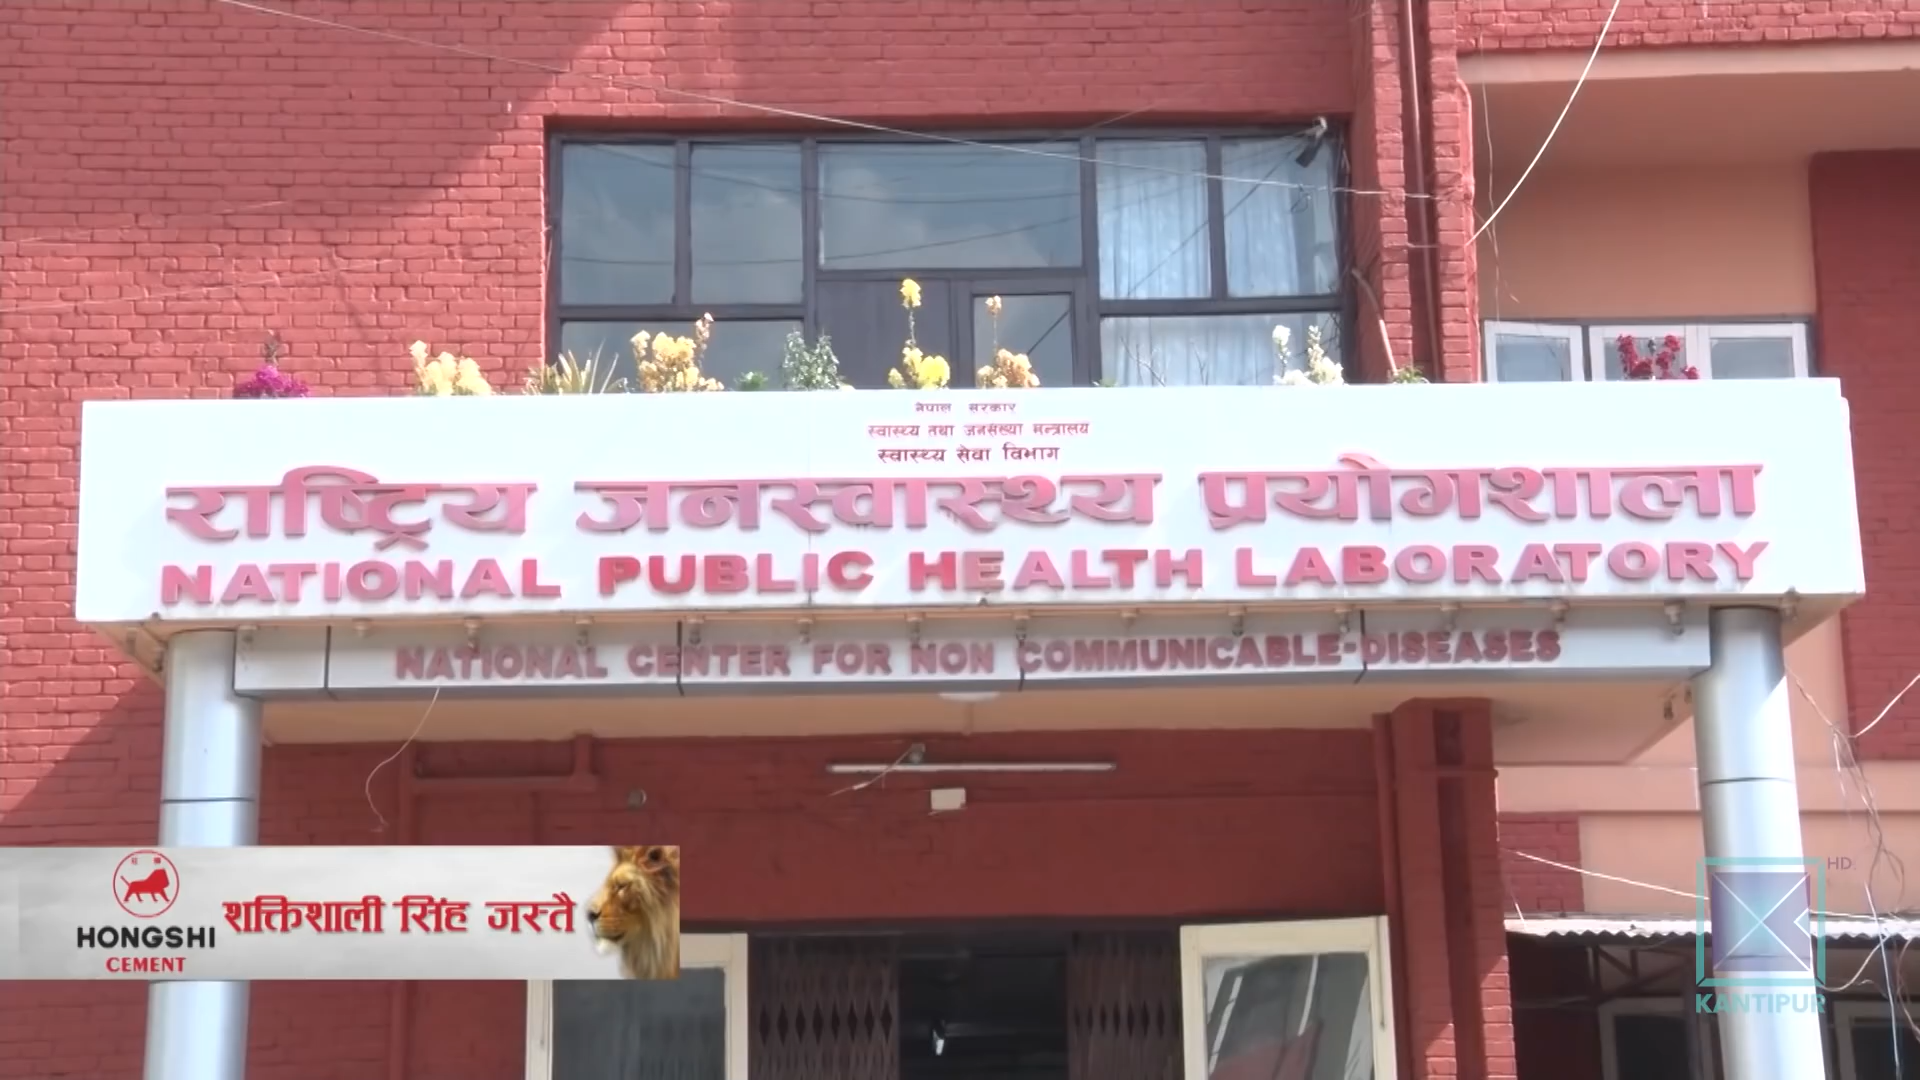 नेपाल सरकार
स्वास्थ्य तथा जनसंख्या मन्त्रालय
स्वास्थ्य सेवा विभाग
राष्ट्रिय जनस्वास्थ्य प्रयोगशाला
NATIONAL PUBLIC HEALTH LABORATORY
NATIONAL CENTER FOR NON COMMUNICABLE-DISEASES
HONGSHI
CEMENT
शक्तिशाली सिंह जस्तै
HD
KANTIPUR